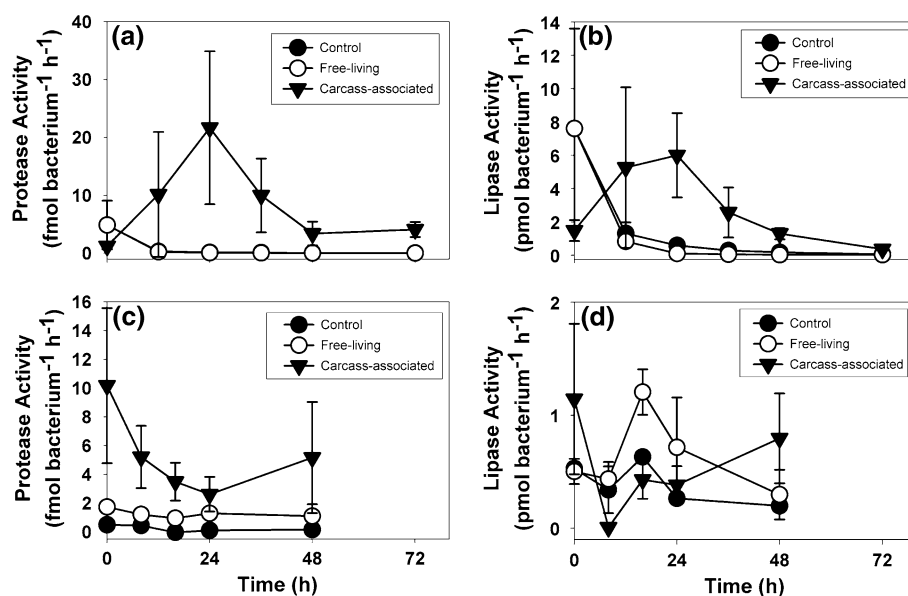 (a)
Control
Free-living
Carcass-associated
Protease Activity
(fmol bacterium⁻¹ h⁻¹)
40
30
20
10
0
(b)
Control
Free-living
Carcass-associated
Lipase Activity
(pmol bacterium⁻¹ h⁻¹)
14
12
10
8
6
4
2
0
(c)
Control
Free-living
Carcass-associated
Protease Activity
(fmol bacterium⁻¹ h⁻¹)
16
14
12
10
8
6
4
2
0
0 24 48 72
Time (h)
(d)
Control
Free-living
Carcass-associated
Lipase Activity
(pmol bacterium⁻¹ h⁻¹)
2
1
0
0 24 48 72
Time (h)